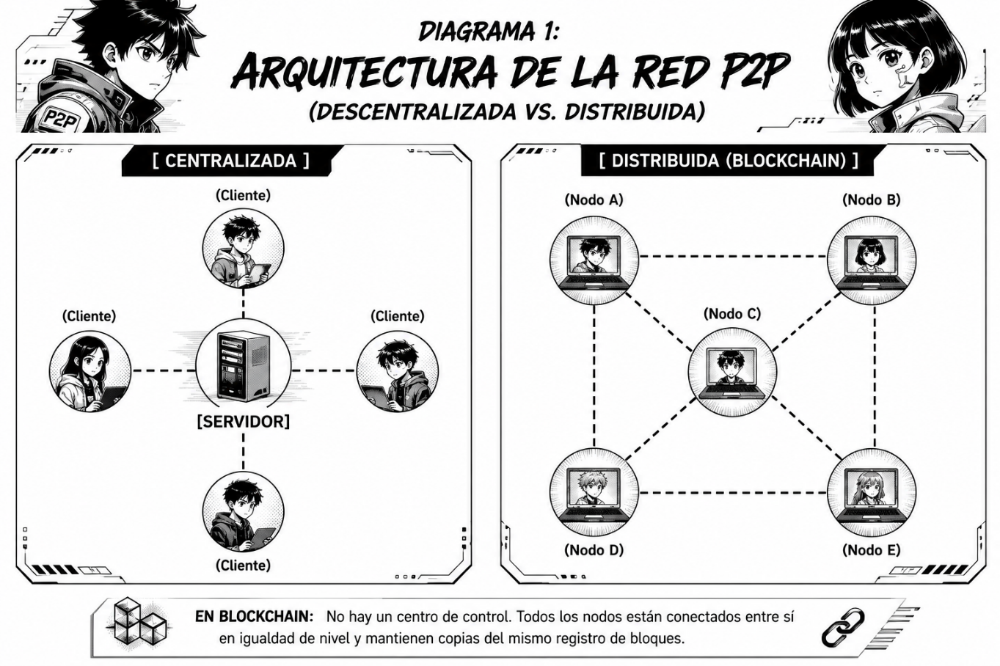 DIAGRAMA 1:
ARQUITECTURA DE LA RED P2P
(DESCENTRALIZADA VS. DISTRIBUIDA)
P2P
[ CENTRALIZADA ]
(Cliente)
(Cliente)
(Cliente)
[SERVIDOR]
(Cliente)
[ DISTRIBUIDA (BLOCKCHAIN) ]
(Nodo A)
(Nodo B)
(Nodo C)
(Nodo D)
(Nodo E)
EN BLOCKCHAIN: No hay un centro de control. Todos los nodos están conectados entre sí
en igualdad de nivel y mantienen copias del mismo registro de bloques.